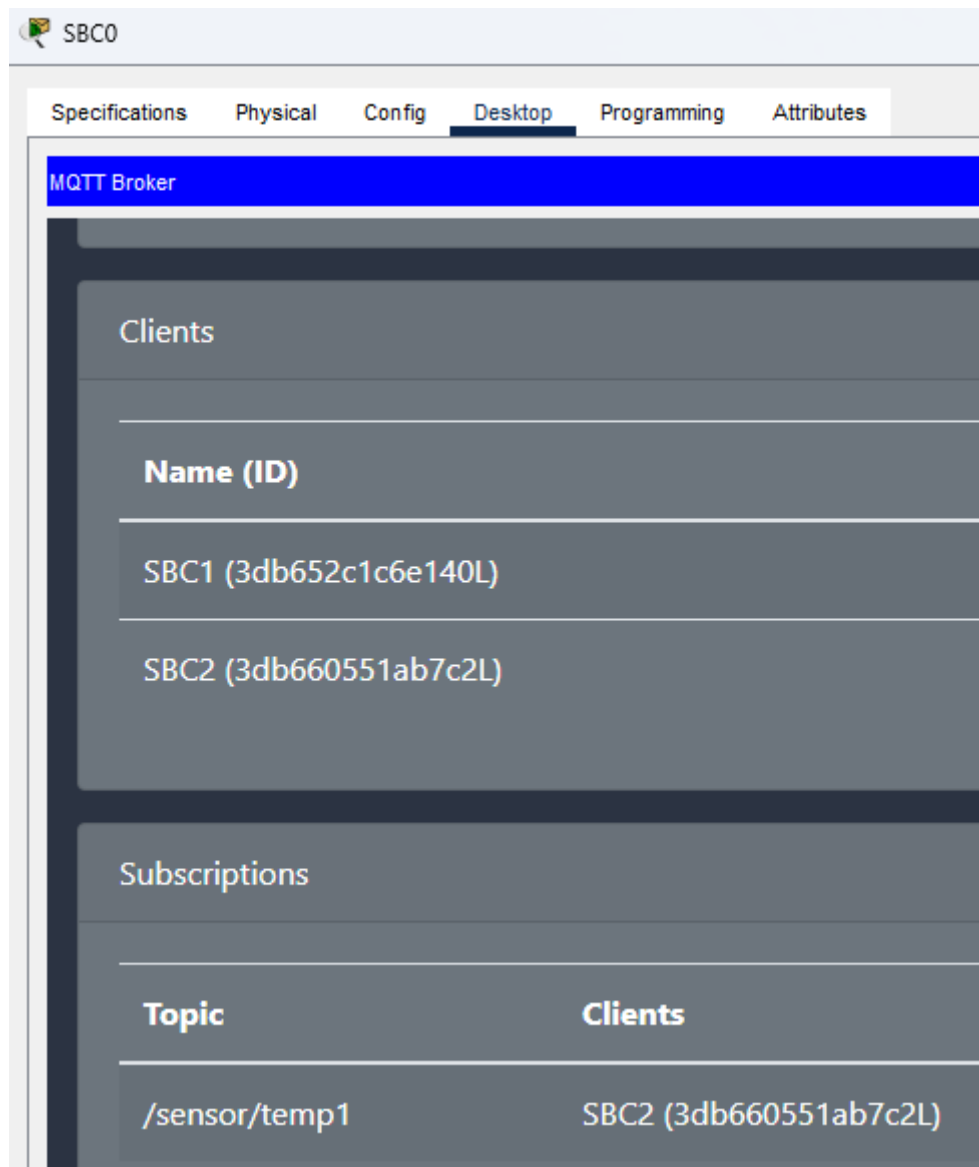 SBC0
Specifications Physical Config Desktop Programming Attributes
MQTT Broker
Clients
Name (ID)
SBC1 (3db652c1c6e140L)
SBC2 (3db660551ab7c2L)
Subscriptions
Topic Clients
/sensor/temp1 SBC2 (3db660551ab7c2L)